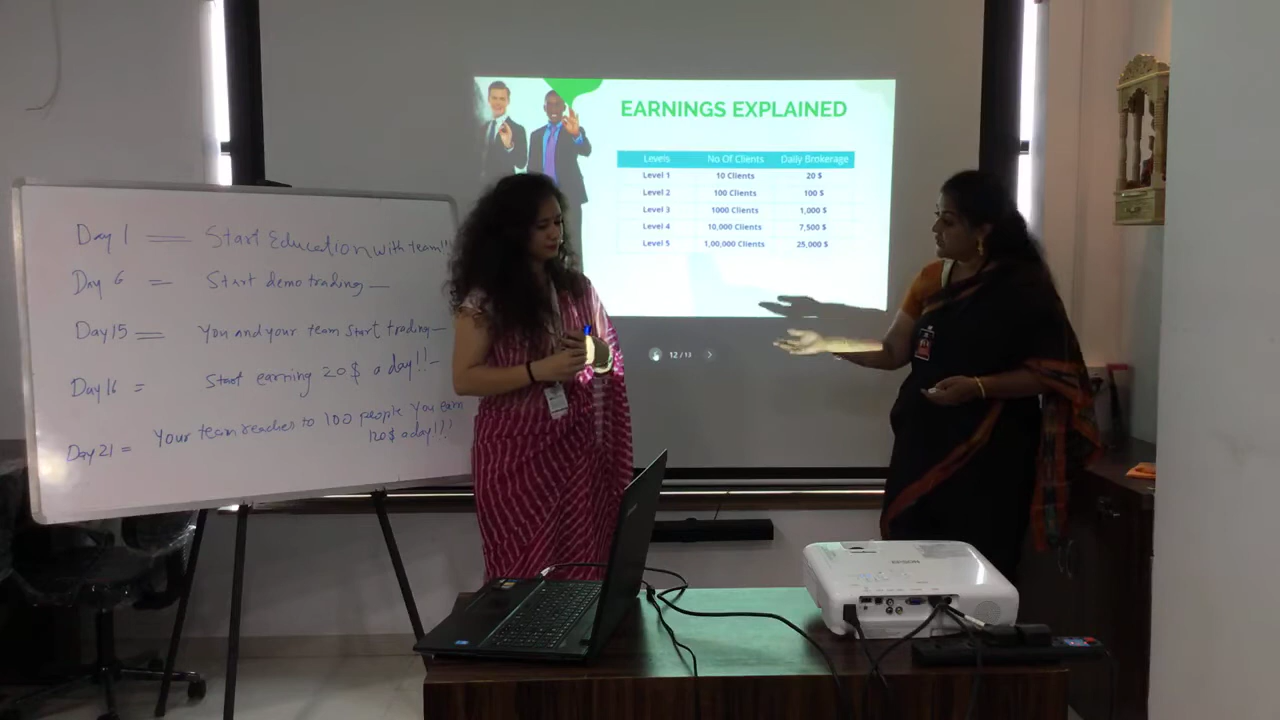 EARNINGS EXPLAINED
Levels No Of Clients Daily Brokerage
Level 1 10 Clients 20 $
Level 2 100 Clients 100 $
Level 3 1000 Clients 1,000 $
Level 4 10,000 Clients 7,500 $
Level 5 1,00,000 Clients 25,000 $
12 / 13
Day 1 = Start Education with team!!
Day 6 = Start demo trading —
Day 15 = You and your team start trading —
Day 16 = Start earning 20$ a day!! —
Day 21 = Your team reaches to 100 people You earn
120$ a day!!!
EPSON